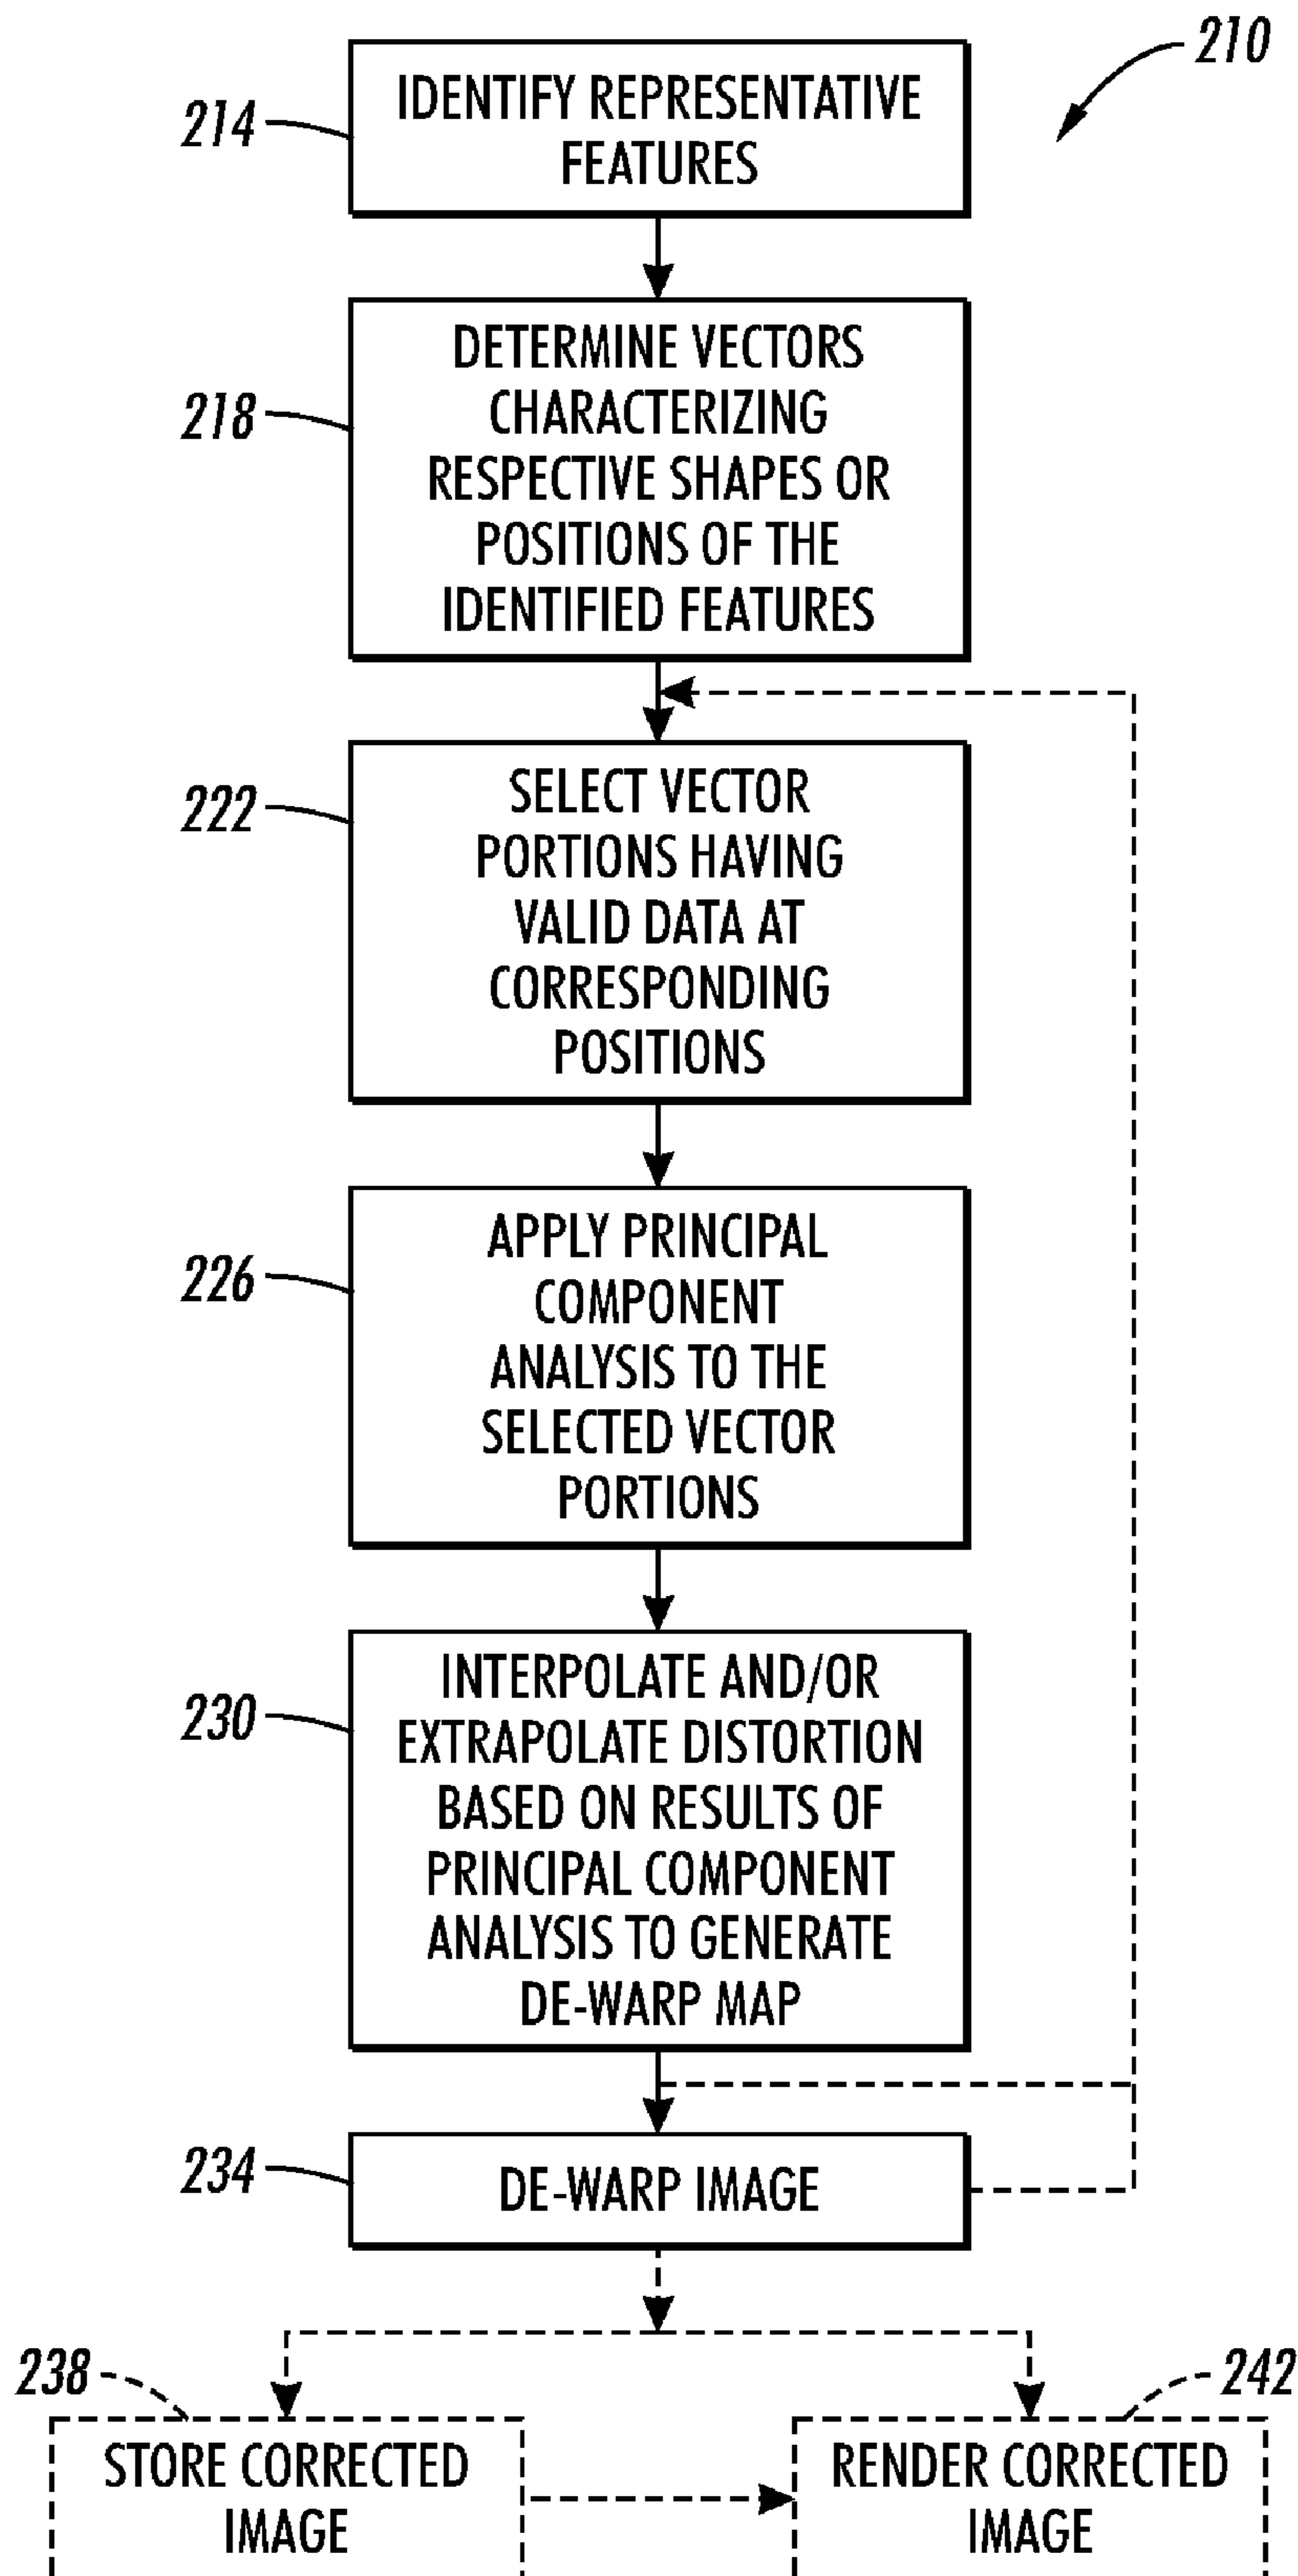 210
214
IDENTIFY REPRESENTATIVE
FEATURES
218
DETERMINE VECTORS
CHARACTERIZING
RESPECTIVE SHAPES OR
POSITIONS OF THE
IDENTIFIED FEATURES
222
SELECT VECTOR
PORTIONS HAVING
VALID DATA AT
CORRESPONDING
POSITIONS
226
APPLY PRINCIPAL
COMPONENT
ANALYSIS TO THE
SELECTED VECTOR
PORTIONS
230
INTERPOLATE AND/OR
EXTRAPOLATE DISTORTION
BASED ON RESULTS OF
PRINCIPAL COMPONENT
ANALYSIS TO GENERATE
DE-WARP MAP
234
DE-WARP IMAGE
238
STORE CORRECTED
IMAGE
242
RENDER CORRECTED
IMAGE